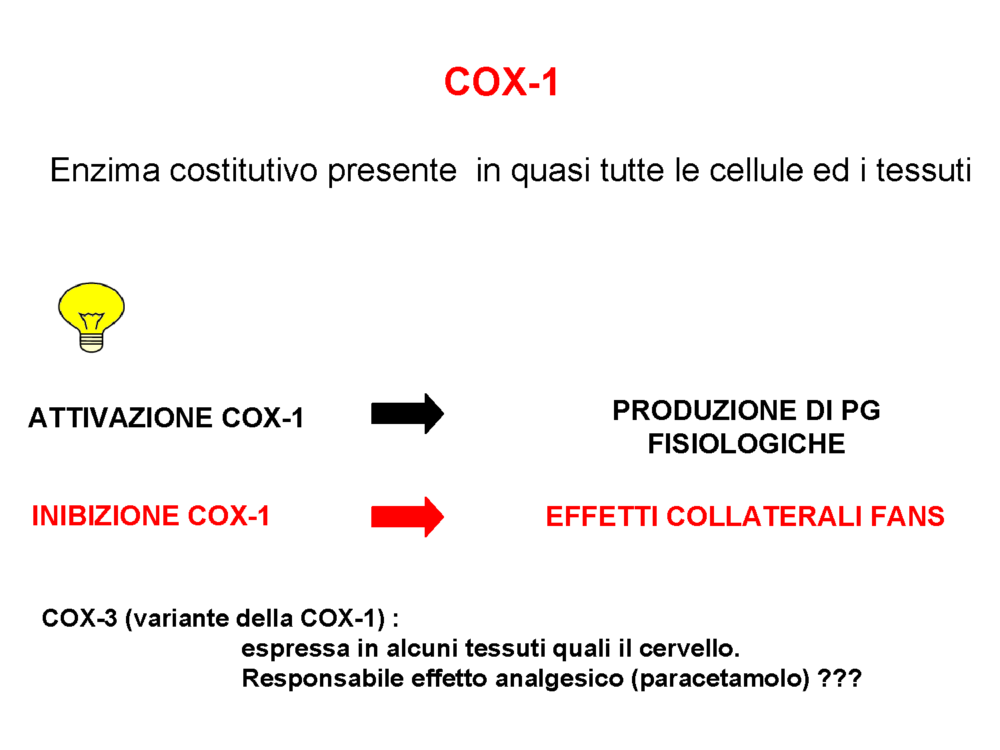 COX-1
Enzima costitutivo presente in quasi tutte le cellule ed i tessuti
ATTIVAZIONE COX-1
PRODUZIONE DI PG
FISIOLOGICHE
INIBIZIONE COX-1
EFFETTI COLLATERALI FANS
COX-3 (variante della COX-1) :
espressa in alcuni tessuti quali il cervello.
Responsabile effetto analgesico (paracetamolo) ???